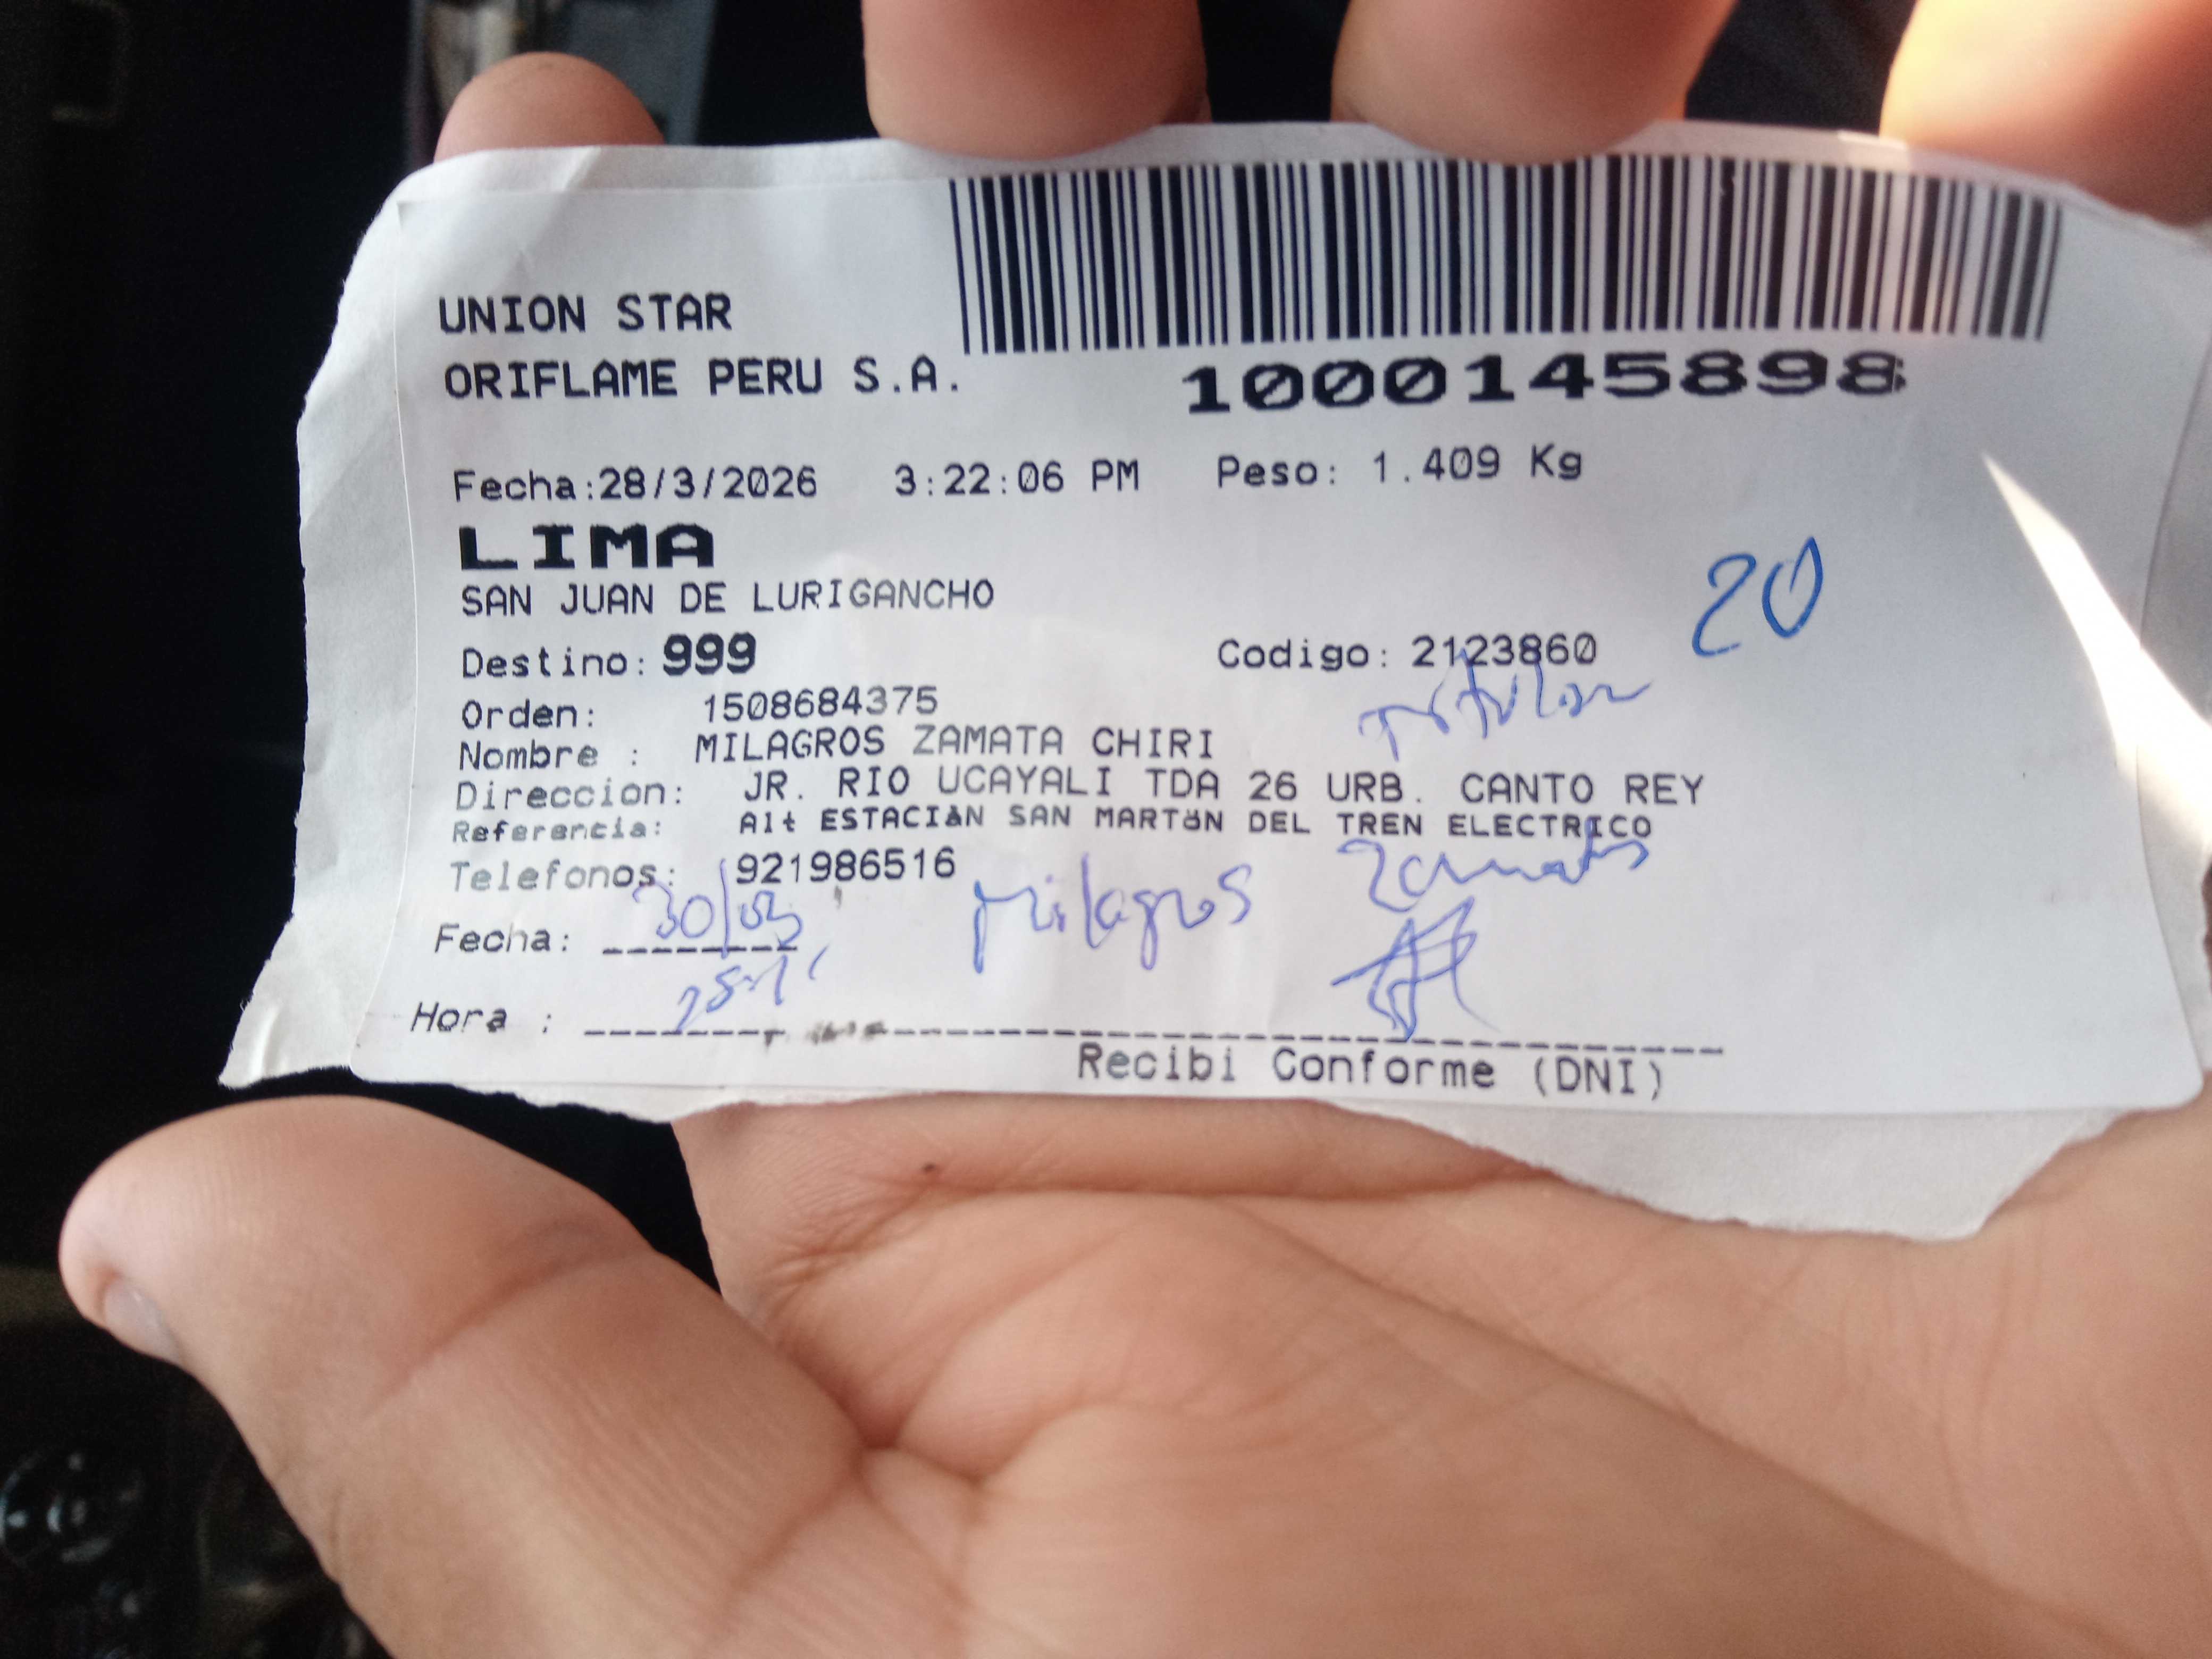 UNION STAR
ORIFLAME PERU S.A.
1000145898
Fecha:28/3/2026 3:22:06 PM Peso: 1.409 Kg
LIMA
20
SAN JUAN DE LURIGANCHO
Destino: 999 Codigo: 2123860
Orden: 1508684375
Nombre : MILAGROS ZAMATA CHIRI
Direccion: JR. RIO UCAYALI TDA 26 URB. CANTO REY
Referencia: Alt ESTACIÀN SAN MARTÚN DEL TREN ELECTRICO
Telefonos: 921986516
Fecha: 30/03 Milagros Zamata
Hora :
Recibi Conforme (DNI)